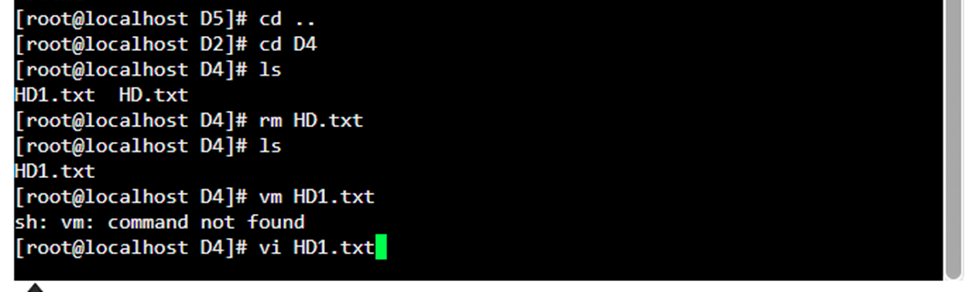 [root@localhost D5]# cd ..
[root@localhost D2]# cd D4
[root@localhost D4]# ls
HD1.txt  HD.txt
[root@localhost D4]# rm HD.txt
[root@localhost D4]# ls
HD1.txt
[root@localhost D4]# vm HD1.txt
sh: vm: command not found
[root@localhost D4]# vi HD1.txt